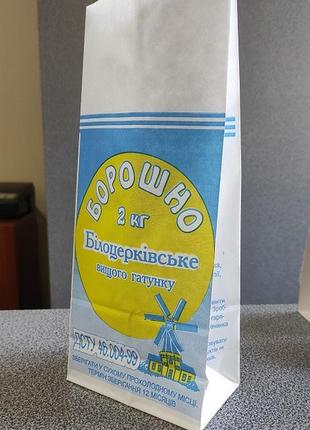 БОРОШНО
2 кг
Білоцерківське
вищого гатунку
ДСТУ 46.004-99
ЗБЕРІГАТИ У СУХОМУ ПРОХОЛОДНОМУ МІСЦІ.
ТЕРМІН ЗБЕРІГАННЯ 12 МІСЯЦІВ